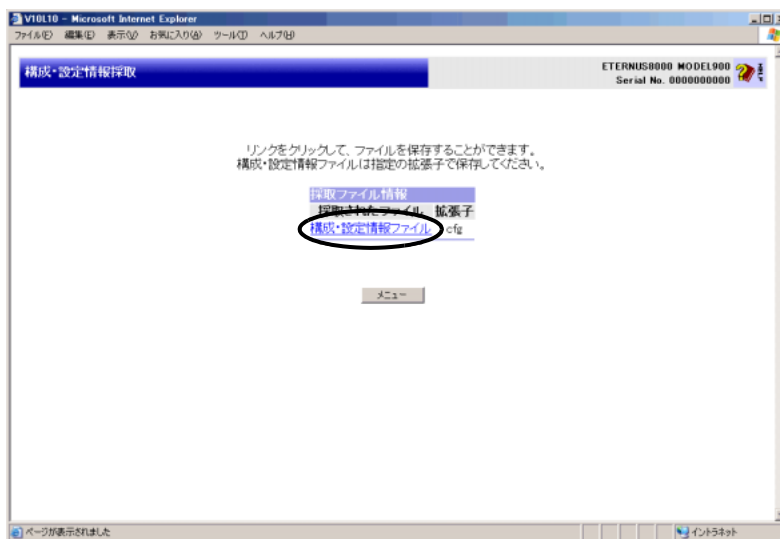 V10L10 - Microsoft Internet Explorer
ファイル(F) 編集(E) 表示(V) お気に入り(A) ツール(T) ヘルプ(H)
構成・設定情報採取
ETERNUS8000 MODEL900
Serial No. 0000000000
リンクをクリックして、ファイルを保存することができます。
構成・設定情報ファイルは指定の拡張子で保存してください。
採取ファイル情報
採取されたファイル 拡張子
構成・設定情報ファイル cfg
メニュー
ページが表示されました イントラネット